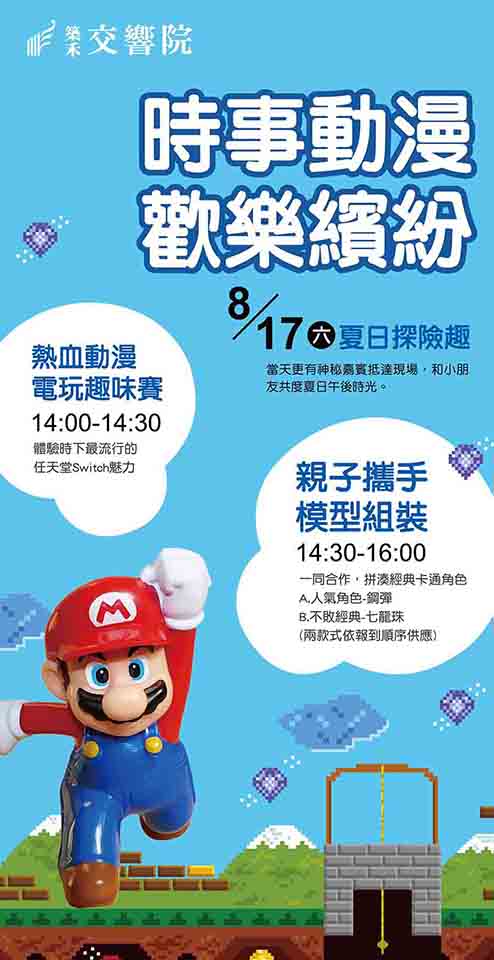 築禾 交響院
時事動漫
歡樂繽紛
8/17 六 夏日探險趣
當天更有神秘嘉賓抵達現場，和小朋
友共度夏日午後時光。
熱血動漫
電玩趣味賽
14:00-14:30
體驗時下最流行的
任天堂Switch魅力
親子攜手
模型組裝
14:30-16:00
一同合作，拼湊經典卡通角色
A.人氣角色-鋼彈
B.不敗經典-七龍珠
(兩款式依報到順序供應)
M